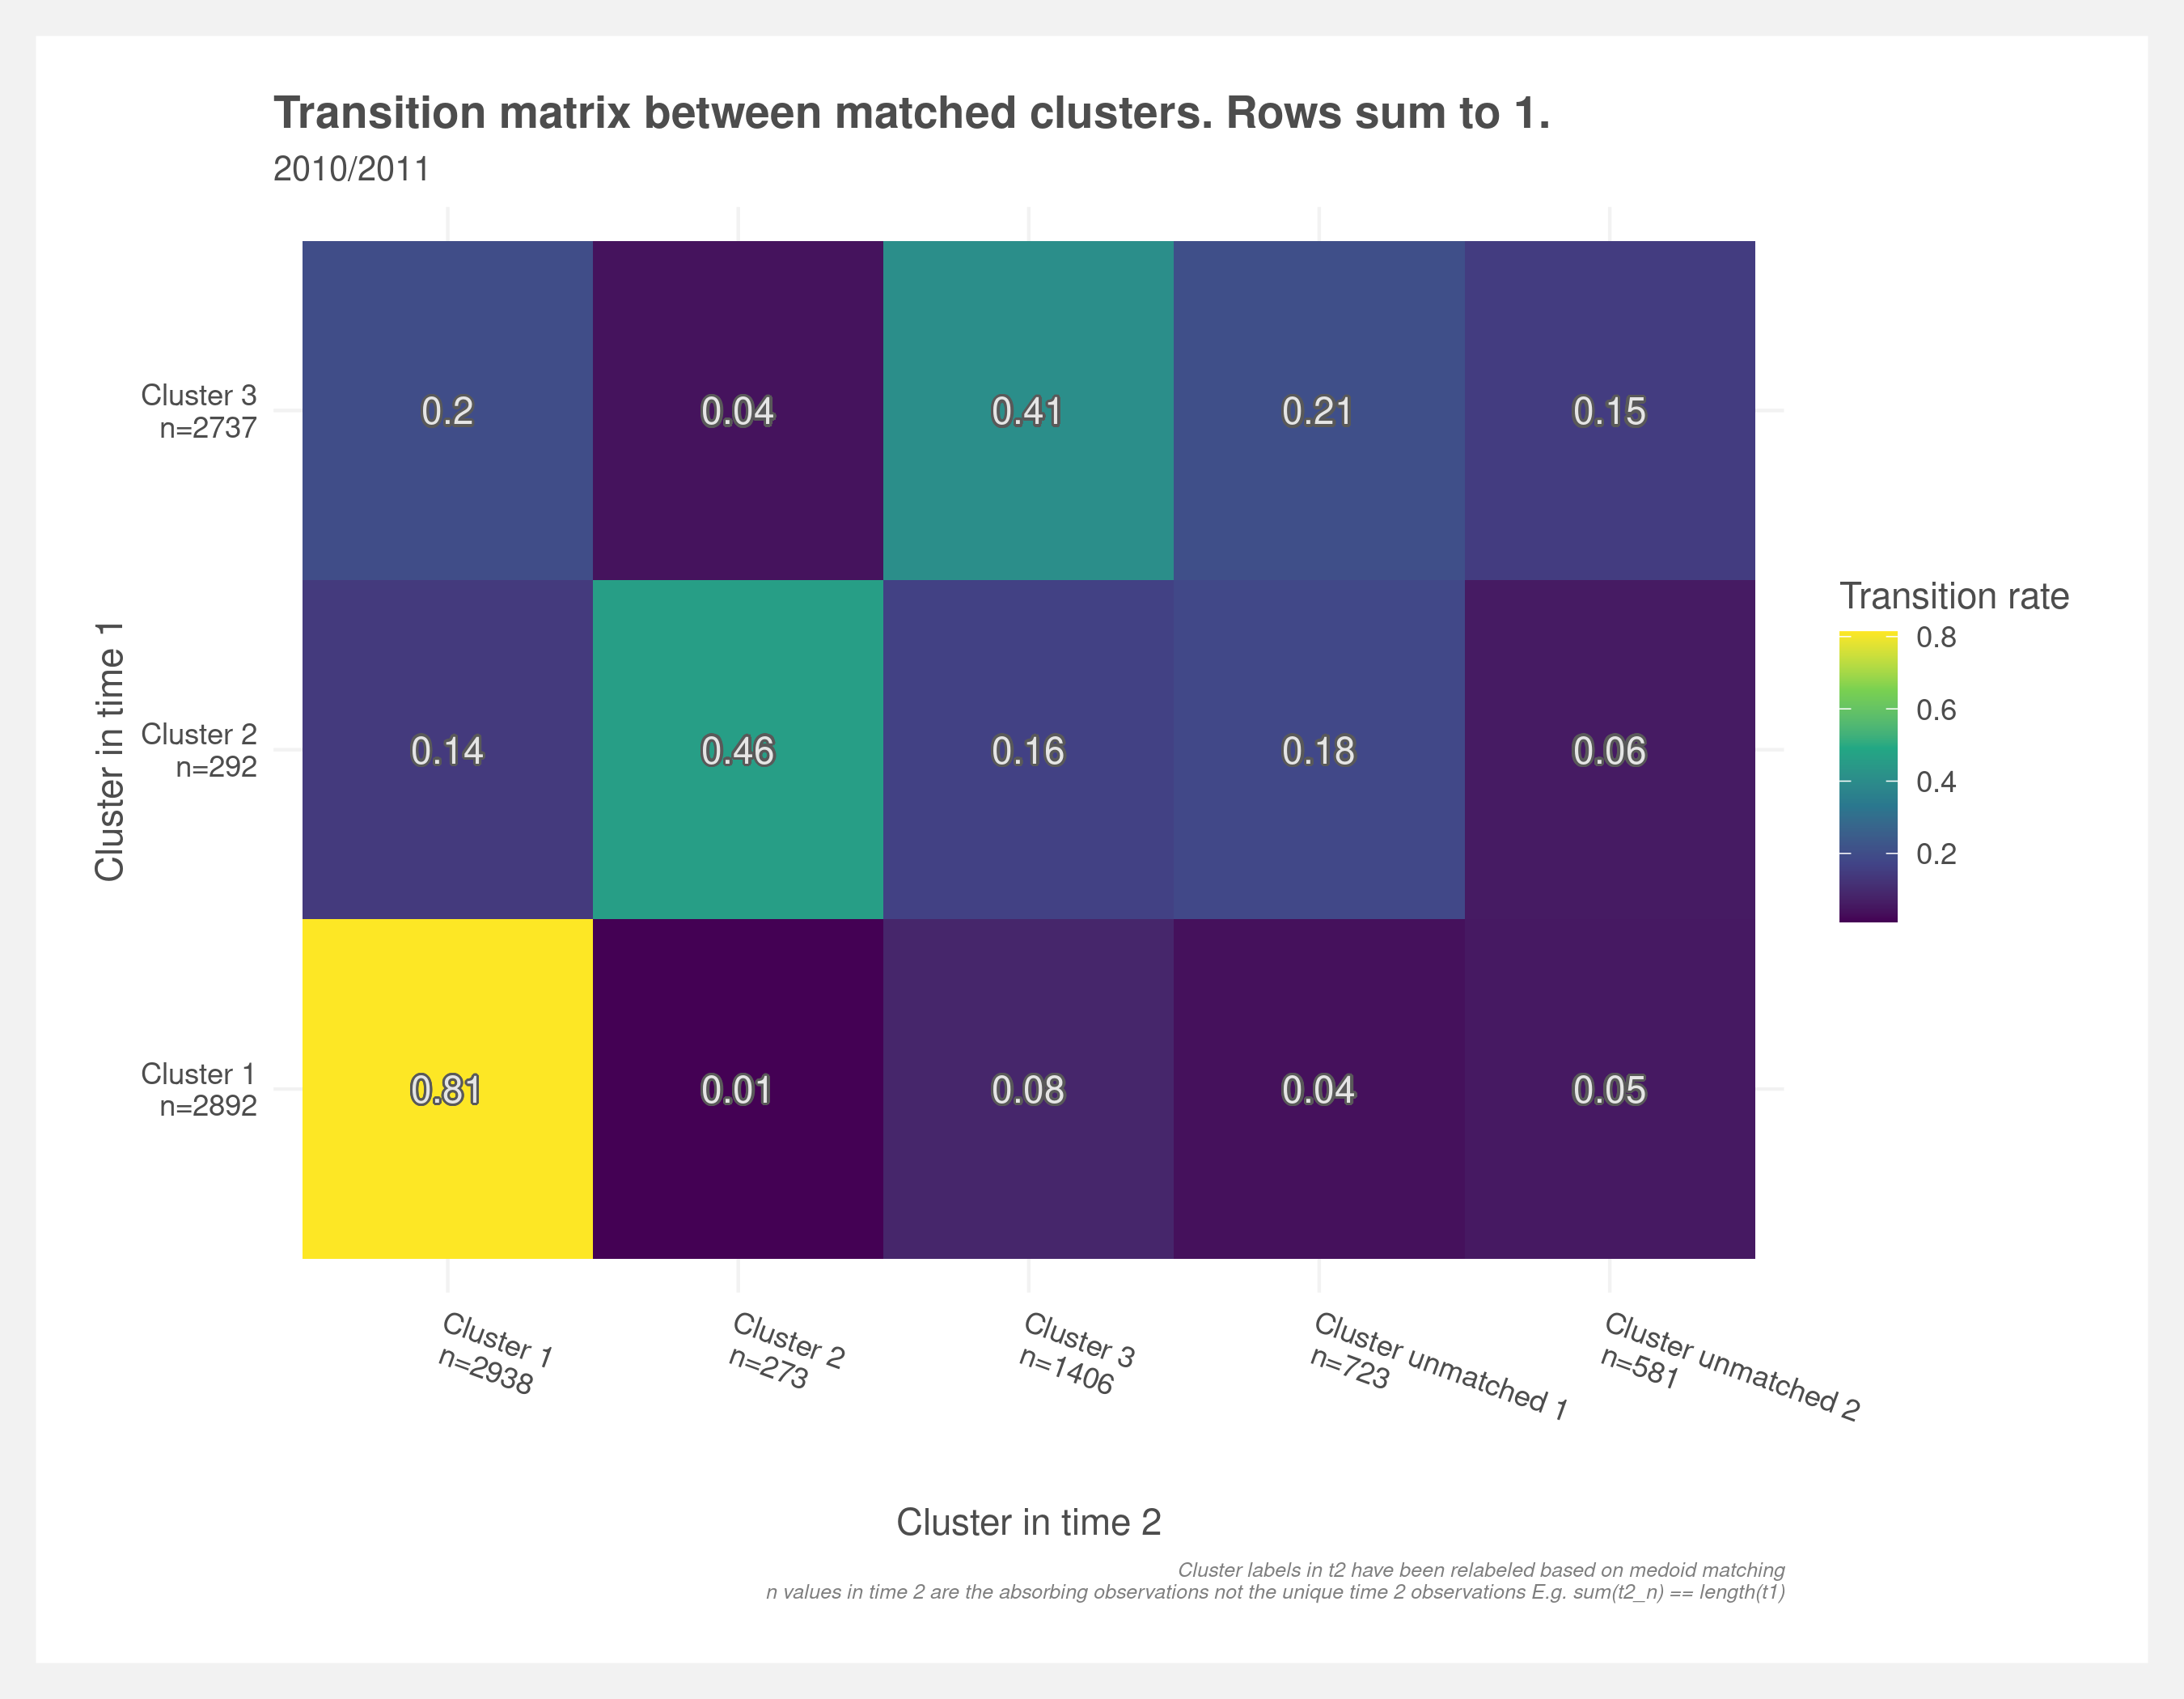 Transition matrix between matched clusters. Rows sum to 1.
2010/2011
Cluster in time 1
Cluster 3
n=2737
0.2
0.04
0.41
0.21
0.15
Cluster 2
n=292
0.14
0.46
0.16
0.18
0.06
Cluster 1
n=2892
0.81
0.01
0.08
0.04
0.05
Cluster 1
n=2938
Cluster 2
n=273
Cluster 3
n=1406
Cluster unmatched 1
n=723
Cluster unmatched 2
n=581
Cluster in time 2
Transition rate
0.8
0.6
0.4
0.2
Cluster labels in t2 have been relabeled based on medoid matching
n values in time 2 are the absorbing observations not the unique time 2 observations E.g. sum(t2_n) == length(t1)